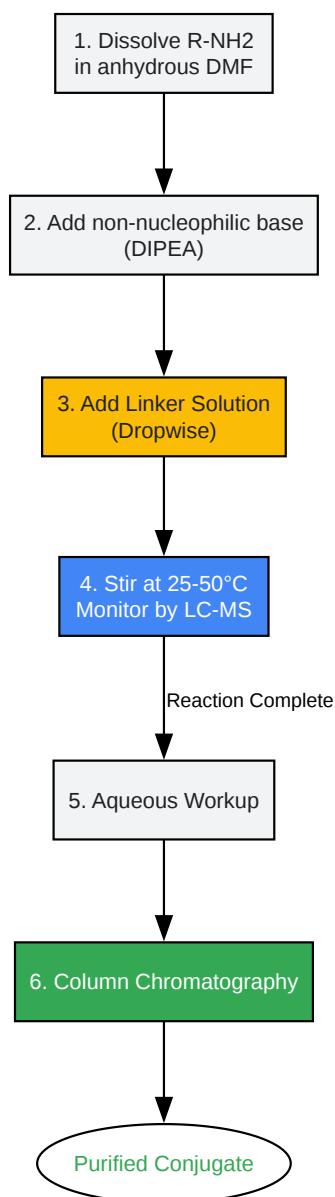 1. Dissolve R-NH2
in anhydrous DMF
2. Add non-nucleophilic base
(DIPEA)
3. Add Linker Solution
(Dropwise)
4. Stir at 25-50°C
Monitor by LC-MS
Reaction Complete
5. Aqueous Workup
6. Column Chromatography
Purified Conjugate